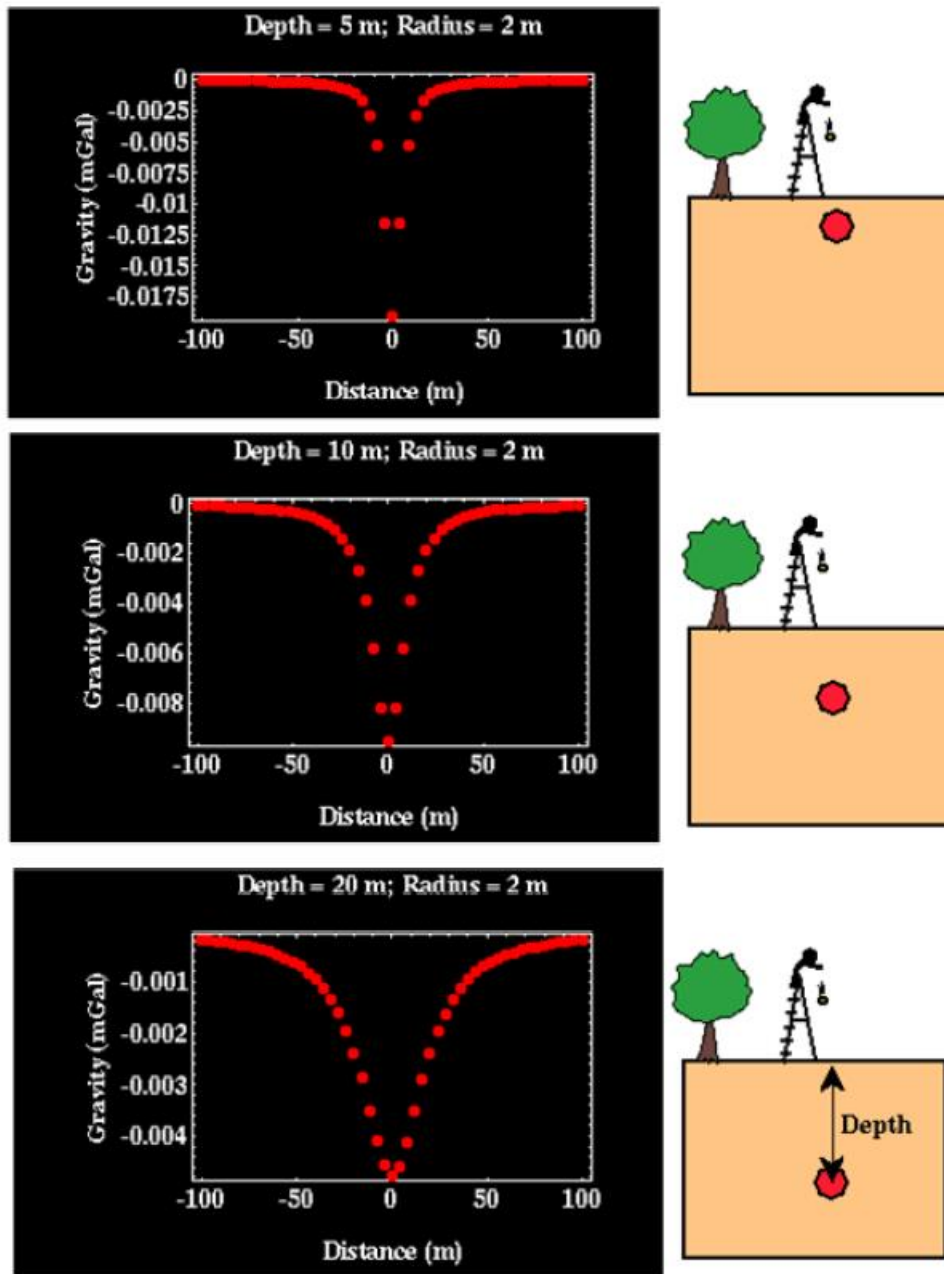 Depth = 5 m; Radius = 2 m
0
-0.0025
-0.005
-0.0075
-0.01
-0.0125
-0.015
-0.0175
Gravity (mGal)
-100 -50 0 50 100
Distance (m)
Depth = 10 m; Radius = 2 m
0
-0.002
-0.004
-0.006
-0.008
Gravity (mGal)
-100 -50 0 50 100
Distance (m)
Depth = 20 m; Radius = 2 m
-0.001
-0.002
-0.003
-0.004
Gravity (mGal)
-100 -50 0 50 100
Distance (m)
Depth